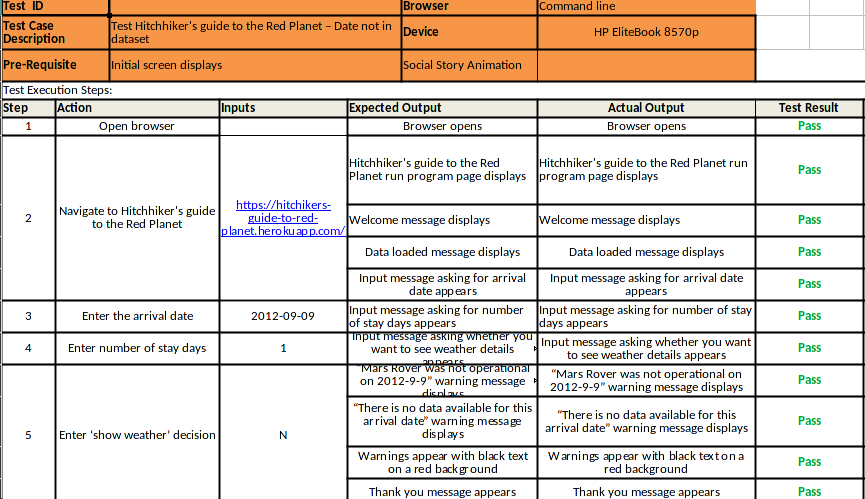 Test ID
Browser
Command line
Test Case
Description
Test Hitchhiker's guide to the Red Planet – Date not in
dataset
Device
HP EliteBook 8570p
Pre-Requisite
Initial screen displays
Social Story Animation
Test Execution Steps:
Step
Action
Inputs
Expected Output
Actual Output
Test Result
1
Open browser
Browser opens
Browser opens
Pass
2
Navigate to Hitchhiker's guide
to the Red Planet
https://hitchikers-
guide-to-red-
planet.herokuapp.com/
Hitchhiker's guide to the Red
Planet run program page displays
Hitchhiker's guide to the Red Planet run
program page displays
Pass
Welcome message displays
Welcome message displays
Pass
Data loaded message displays
Data loaded message displays
Pass
Input message asking for arrival
date appears
Input message asking for arrival date
appears
Pass
3
Enter the arrival date
2012-09-09
Input message asking for number
of stay days appears
Input message asking for number of stay
days appears
Pass
4
Enter number of stay days
1
Input message asking whether you
want to see weather details
appears
Input message asking whether you want
to see weather details appears
Pass
5
Enter ‘show weather’ decision
N
“Mars Rover was not operational
on 2012-9-9” warning message
displays
“Mars Rover was not operational on
2012-9-9” warning message displays
Pass
“There is no data available for this
arrival date” warning message
displays
“There is no data available for this
arrival date” warning message displays
Pass
Warnings appear with black text
on a red background
Warnings appear with black text on a
red background
Pass
Thank you message appears
Thank you message appears
Pass